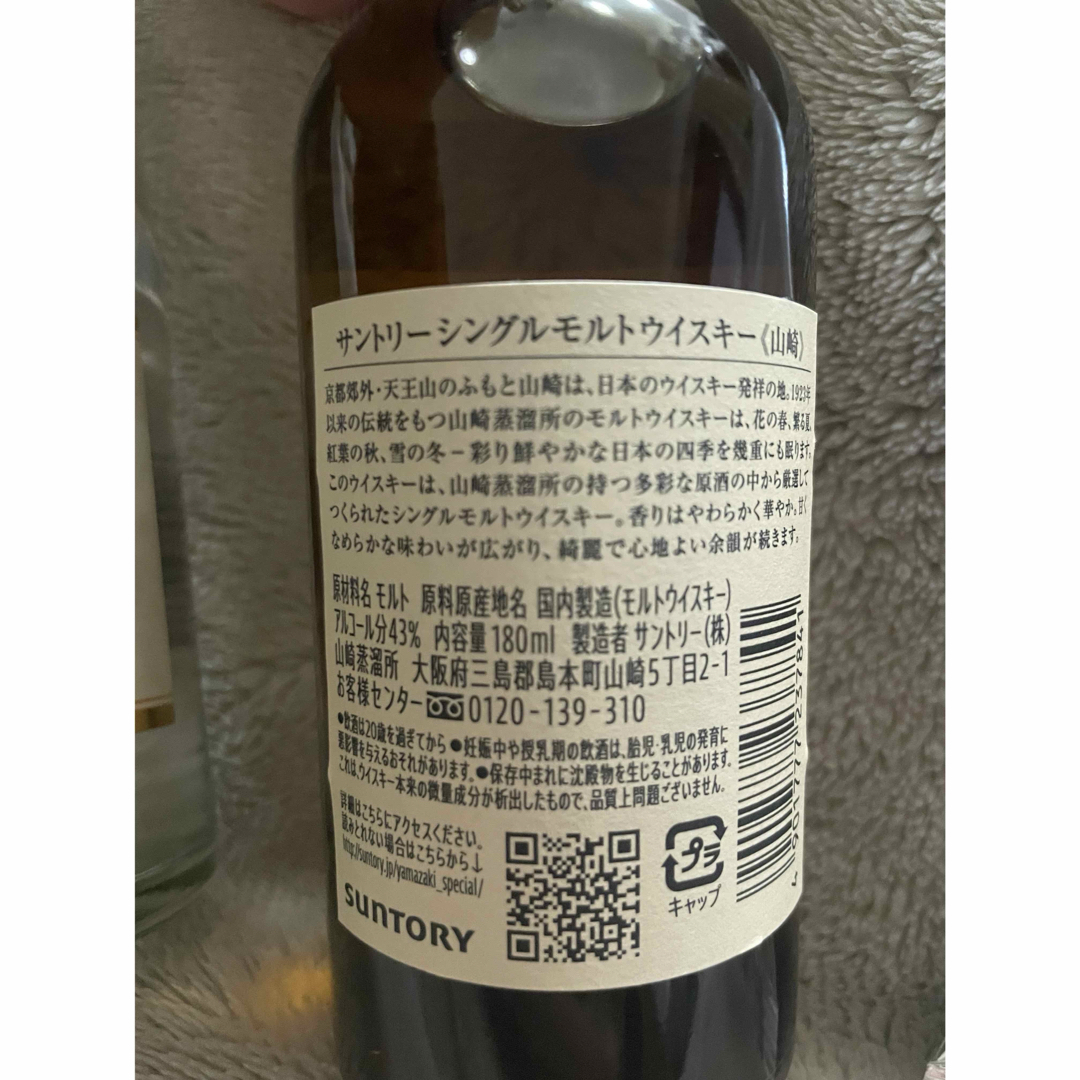 サントリーシングルモルトウイスキー《山崎》
京都郊外・天王山のふもと山崎は、日本のウイスキー発祥の地。1923年
以来の伝統をもつ山崎蒸溜所のモルトウイスキーは、花の春、繁る夏、
紅葉の秋、雪の冬－彩り鮮やかな日本の四季を幾重にも眠ります。
このウイスキーは、山崎蒸溜所の持つ多彩な原酒の中から厳選して
つくられたシングルモルトウイスキー。香りはやわらかく華やか。甘く
なめらかな味わいが広がり、綺麗で心地よい余韻が続きます。
原材料名 モルト 原料原産地名 国内製造(モルトウイスキー)
アルコール分43% 内容量180ml 製造者 サントリー(株)
山崎蒸溜所 大阪府三島郡島本町山崎5丁目2-1
お客様センター 0120-139-310
●飲酒は20歳を過ぎてから ●妊娠中や授乳期の飲酒は、胎児・乳児の発育に
悪影響を与えるおそれがあります。●保存中まれに沈殿物を生じることがあります。
これは、ウイスキー本来の微量成分が析出したもので、品質上問題ございません。
詳細はこちらにアクセスください。
読みとれない場合はこちらから↓
http://suntory.jp/yamazaki_special/
SUNTORY
プラ
キャップ
4 901777 237841